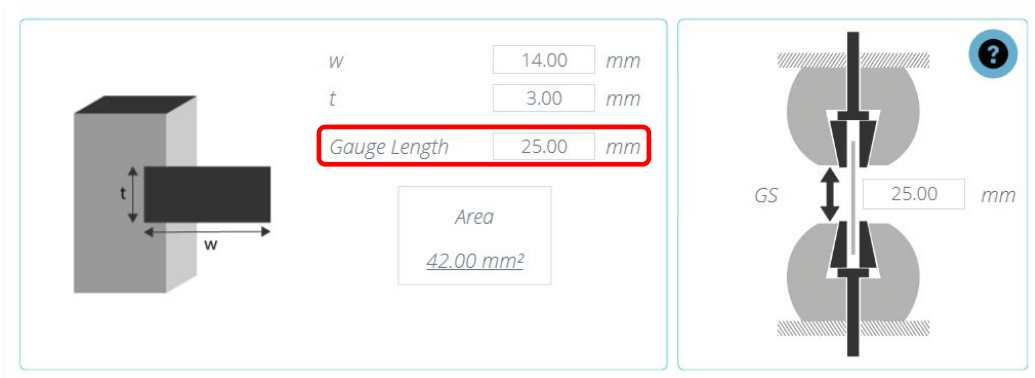 w 14.00 mm
t 3.00 mm
Gauge Length 25.00 mm
t
w
Area
42.00 mm²
?
GS 25.00 mm